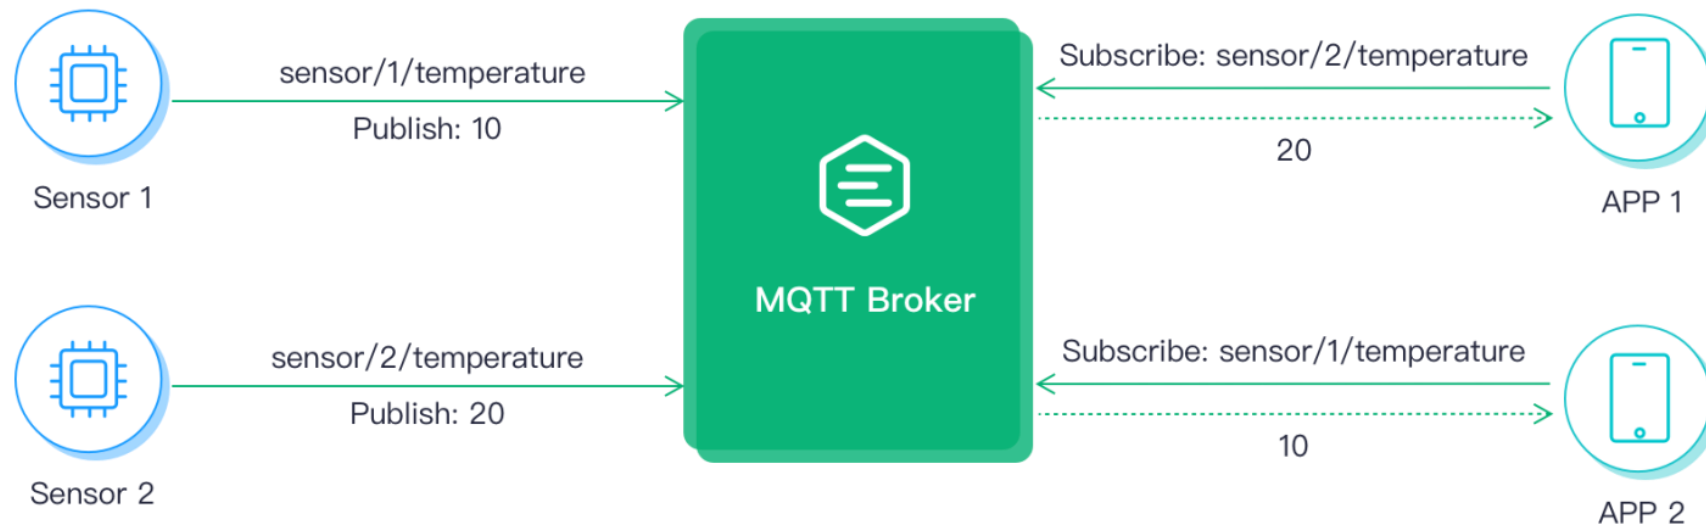 sensor/1/temperature
Publish: 10
Sensor 1
sensor/2/temperature
Publish: 20
Sensor 2
MQTT Broker
Subscribe: sensor/2/temperature
20
APP 1
Subscribe: sensor/1/temperature
10
APP 2